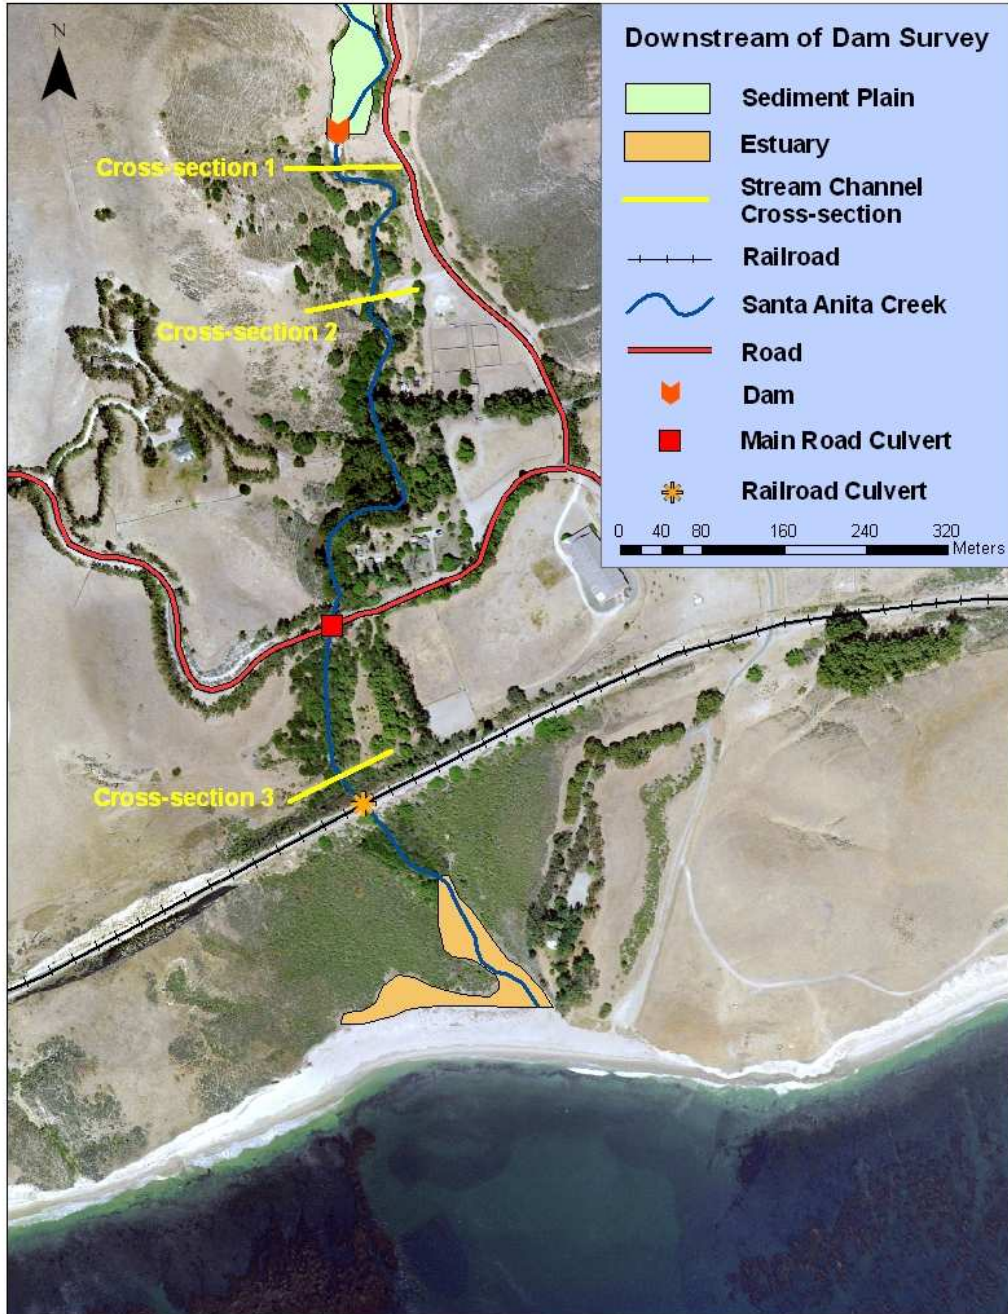 N
Downstream of Dam Survey
Sediment Plain
Estuary
Stream Channel
Cross-section
Railroad
Santa Anita Creek
Road
Dam
Main Road Culvert
Railroad Culvert
0 40 80 160 240 320
Meters
Cross-section 1
Cross-section 2
Cross-section 3